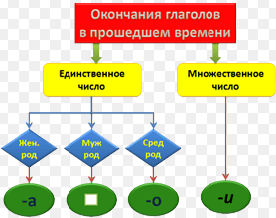 Окончания глаголов
в прошедшем времени
Единственное
число
Множественное
число
Жен.
род
Муж
род
Сред
род
-а
-о
-и